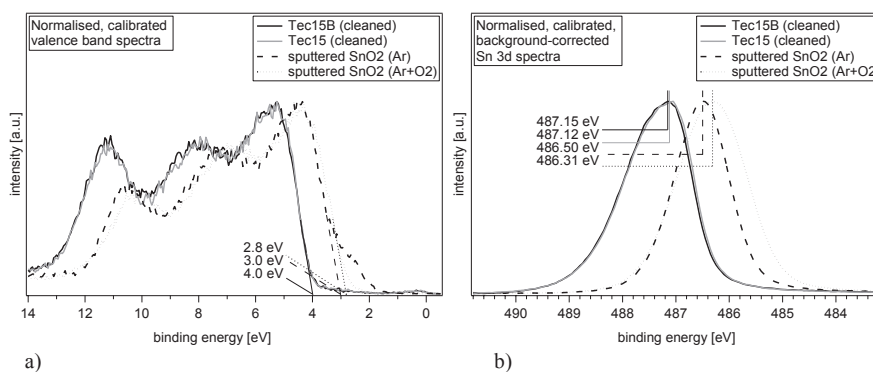 Normalised, calibrated
valence band spectra
Tec15B (cleaned)
Tec15 (cleaned)
sputtered SnO2 (Ar)
sputtered SnO2 (Ar+O2)
intensity [a.u.]
2.8 eV
3.0 eV
4.0 eV
14 12 10 8 6 4 2 0
binding energy [eV]
a)
Normalised, calibrated,
background-corrected
Sn 3d spectra
Tec15B (cleaned)
Tec15 (cleaned)
sputtered SnO2 (Ar)
sputtered SnO2 (Ar+O2)
intensity [a.u.]
487.15 eV
487.12 eV
486.50 eV
486.31 eV
490 489 488 487 486 485 484
binding energy [eV]
b)